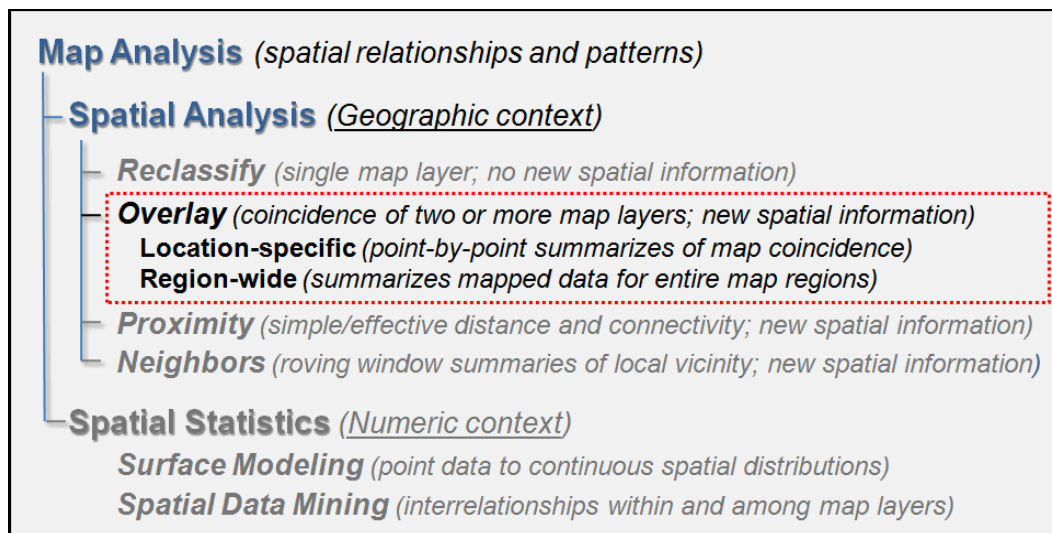 Map Analysis (spatial relationships and patterns)
Spatial Analysis (Geographic context)
Reclassify (single map layer; no new spatial information)
Overlay (coincidence of two or more map layers; new spatial information)
Location-specific (point-by-point summarizes of map coincidence)
Region-wide (summarizes mapped data for entire map regions)
Proximity (simple/effective distance and connectivity; new spatial information)
Neighbors (roving window summaries of local vicinity; new spatial information)
Spatial Statistics (Numeric context)
Surface Modeling (point data to continuous spatial distributions)
Spatial Data Mining (interrelationships within and among map layers)